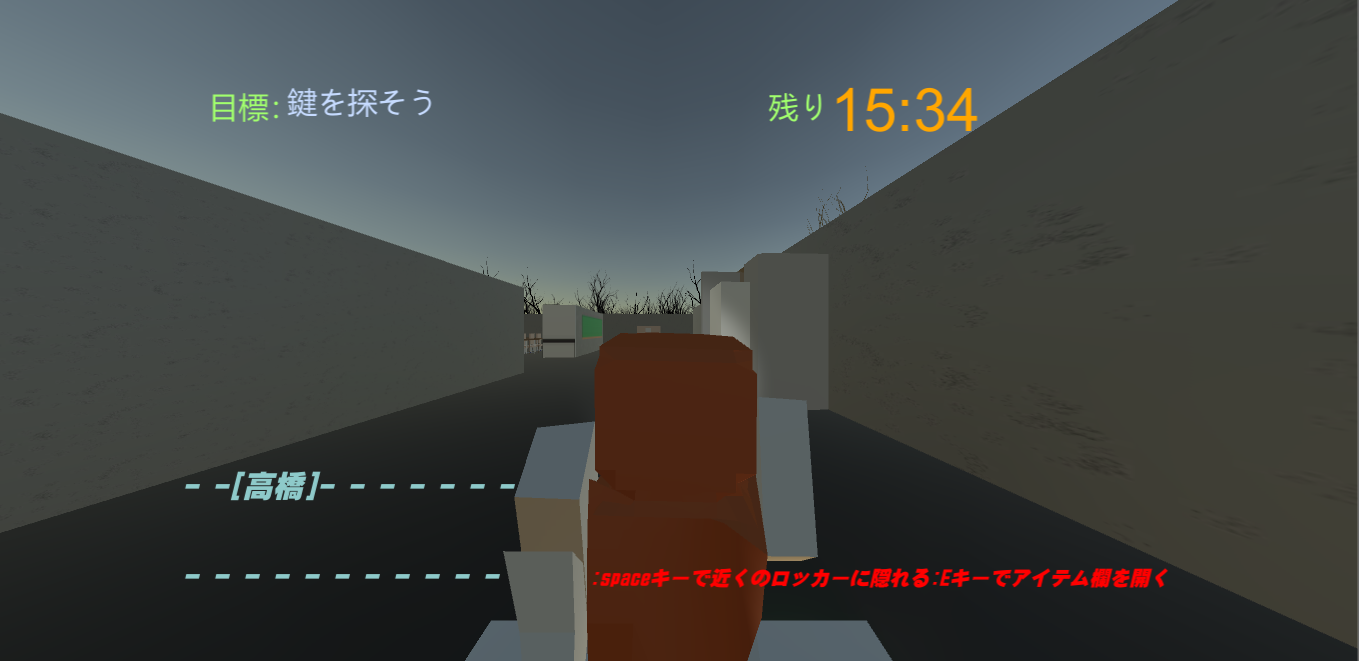 目標:鍵を探そう
残り15:34
--[高橋]-------
-----------
:spaceキーで近くのロッカーに隠れる:Eキーでアイテム欄を開く